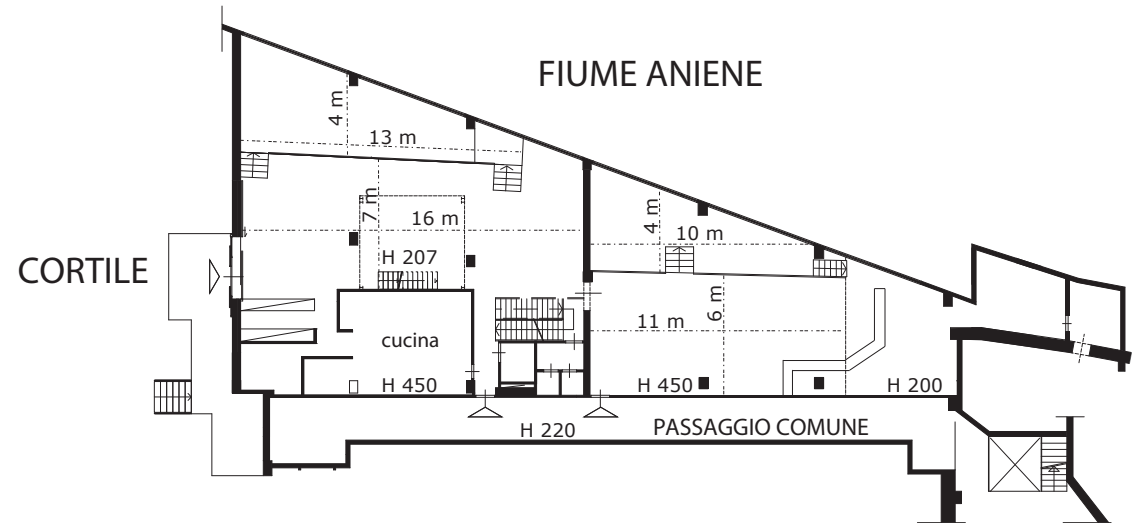 FIUME ANIENE
4 m
13 m
7 m
16 m
4 m
10 m
CORTILE
H 207
6 m
11 m
cucina
H 450
H 450
H 200
H 220
PASSAGGIO COMUNE